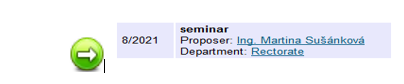 8/2021
seminar
Proposer: Ing. Martina Sušánková
Department: Rectorate